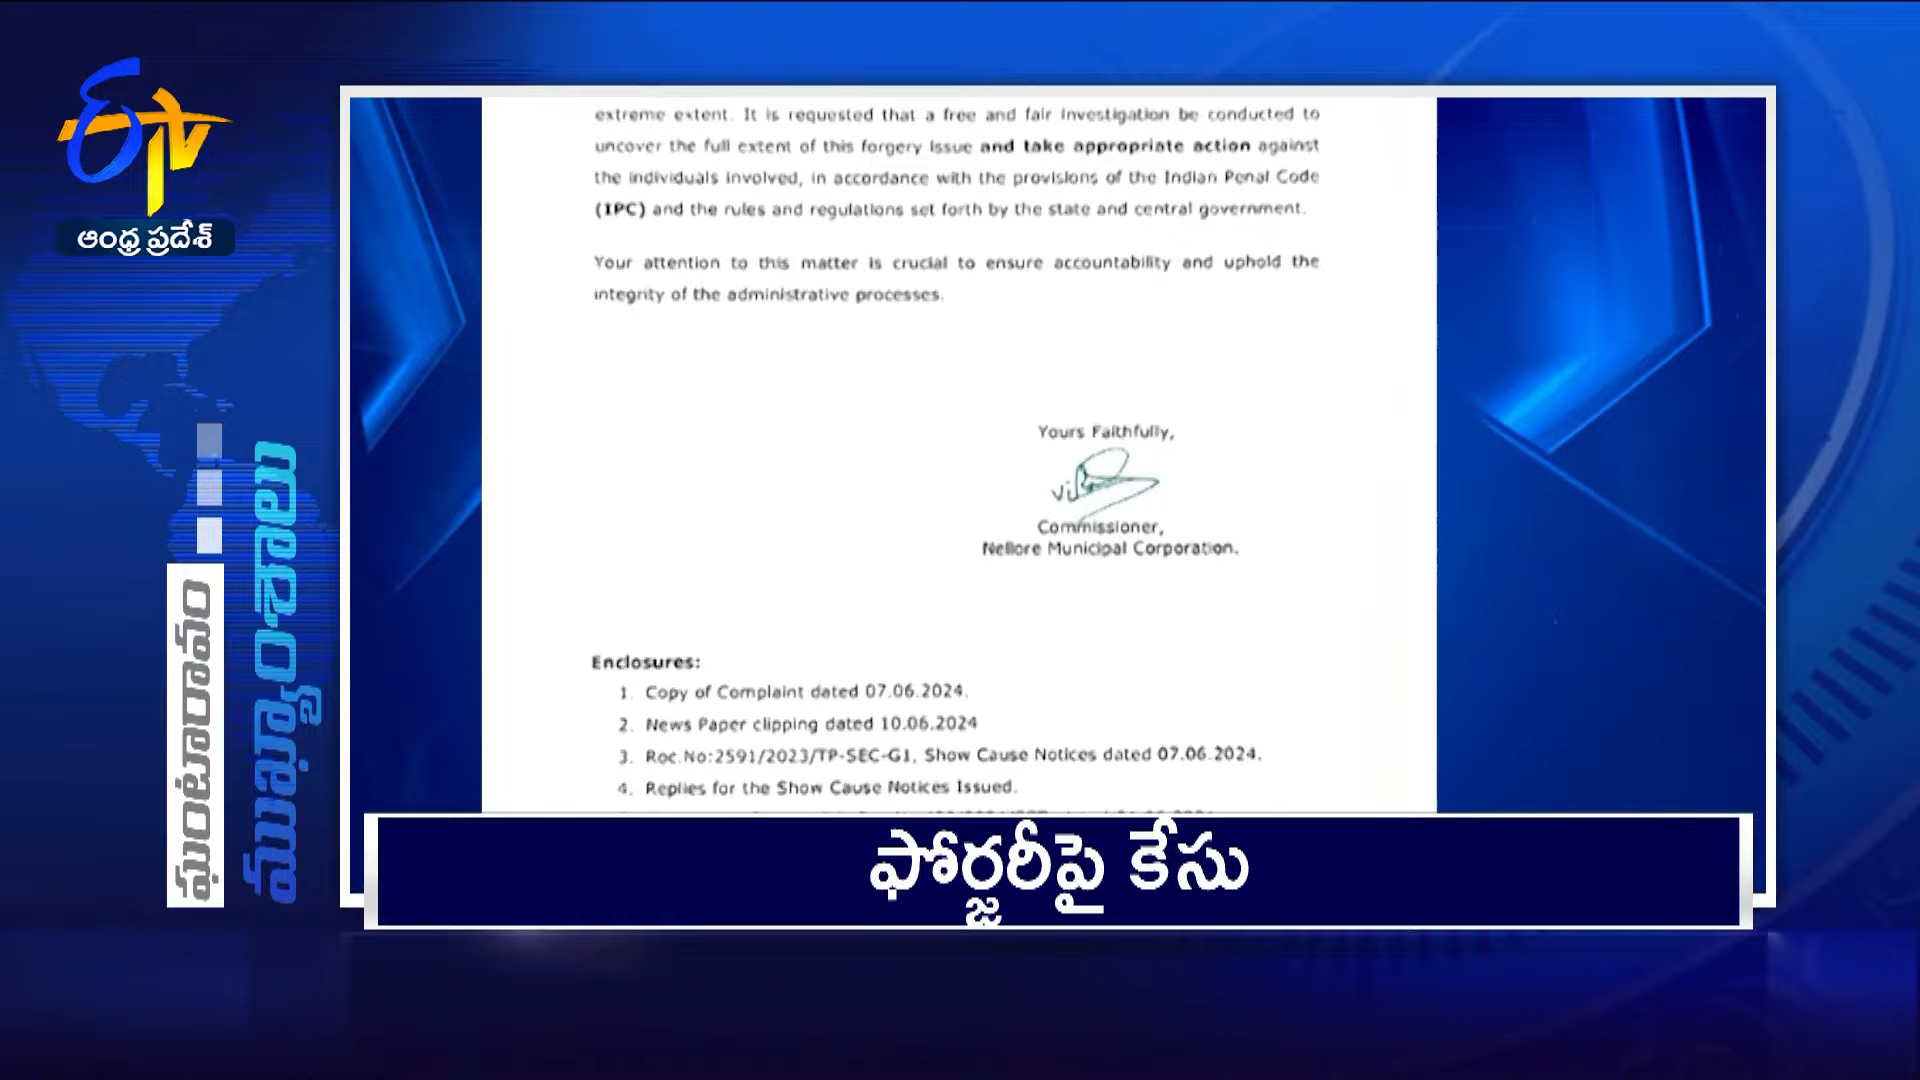 ఈtv
ఆంధ్ర ప్రదేశ్
ఘంటారావం
ముఖ్యాంశాలు
extreme extent. It is requested that a free and fair investigation be conducted to
uncover the full extent of this forgery issue and take appropriate action against
the individuals involved, in accordance with the provisions of the Indian Penal Code
(IPC) and the rules and regulations set forth by the state and central government.
Your attention to this matter is crucial to ensure accountability and uphold the
integrity of the administrative processes.
Yours Faithfully,
Commissioner,
Nellore Municipal Corporation.
Enclosures:
1. Copy of Complaint dated 07.06.2024.
2. News Paper clipping dated 10.06.2024
3. Roc.No:2591/2023/TP-SEC-G1, Show Cause Notices dated 07.06.2024.
4. Replies for the Show Cause Notices Issued.
ఫోర్జరీపై కేసు